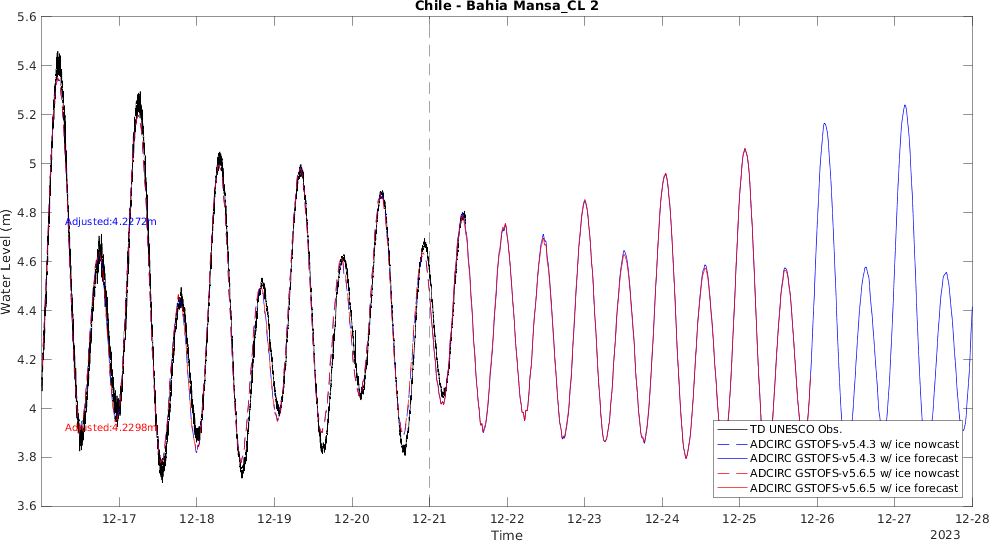 Chile - Bahia Mansa_CL 2
5.6
5.4
5.2
5
4.8
4.6
4.4
4.2
4
3.8
3.6
Water Level (m)
Adjusted:4.2272m
Adjusted:4.2298m
TD UNESCO Obs.
ADCIRC GSTOFS-v5.4.3 w/ ice nowcast
ADCIRC GSTOFS-v5.4.3 w/ ice forecast
ADCIRC GSTOFS-v5.6.5 w/ ice nowcast
ADCIRC GSTOFS-v5.6.5 w/ ice forecast
12-17 12-18 12-19 12-20 12-21 12-22 12-23 12-24 12-25 12-26 12-27 12-28
Time
2023